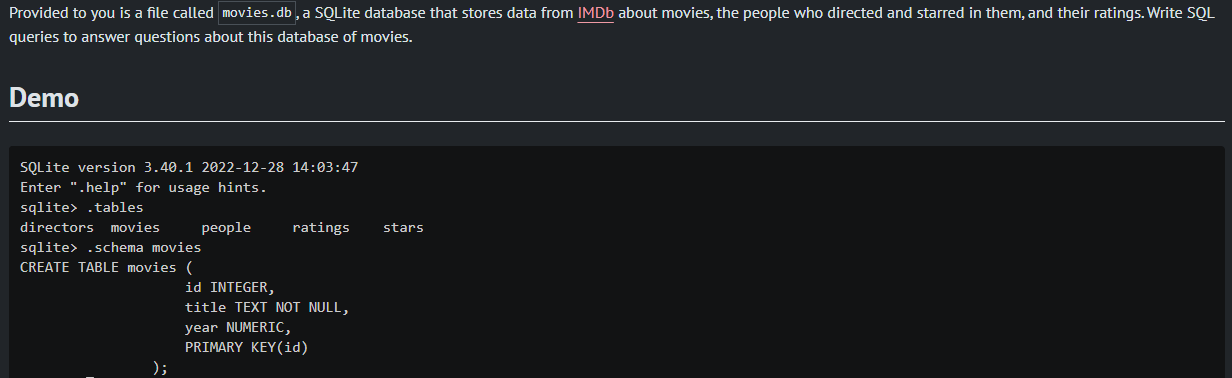 Provided to you is a file called movies.db, a SQLite database that stores data from IMDb about movies, the people who directed and starred in them, and their ratings. Write SQL
queries to answer questions about this database of movies.
Demo
SQLite version 3.40.1 2022-12-28 14:03:47
Enter ".help" for usage hints.
sqlite> .tables
directors  movies     people     ratings    stars
sqlite> .schema movies
CREATE TABLE movies (
                    id INTEGER,
                    title TEXT NOT NULL,
                    year NUMERIC,
                    PRIMARY KEY(id)
                );